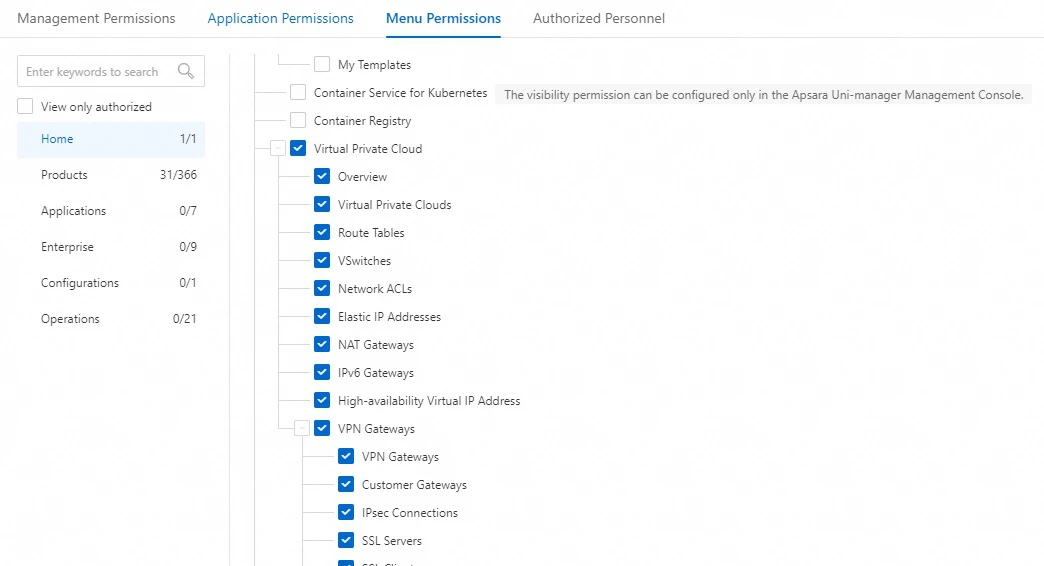 Management Permissions Application Permissions Menu Permissions Authorized Personnel
Enter keywords to search
View only authorized
Home 1/1
Products 31/366
Applications 0/7
Enterprise 0/9
Configurations 0/1
Operations 0/21
My Templates
Container Service for Kubernetes The visibility permission can be configured only in the Apsara Uni-manager Management Console.
Container Registry
Virtual Private Cloud
Overview
Virtual Private Clouds
Route Tables
VSwitches
Network ACLs
Elastic IP Addresses
NAT Gateways
IPv6 Gateways
High-availability Virtual IP Address
VPN Gateways
VPN Gateways
Customer Gateways
IPsec Connections
SSL Servers